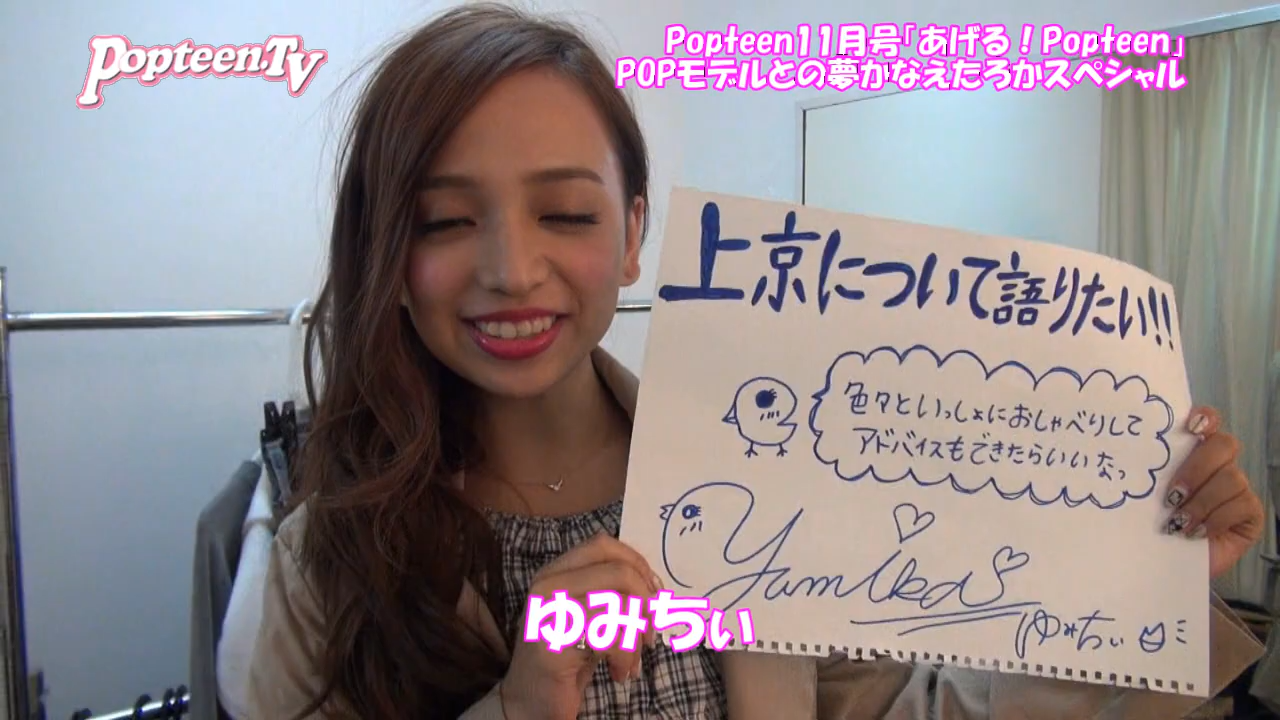 PopteenTV
Popteen11月号「あげる！Popteen」
POPモデルとの夢かなえたろかスペシャル
上京について語りたい!!
色々といっしょにおしゃべりして
アドバイスもできたらいいなっ
Yumika
ゆみちぃ
ゆみちぃ